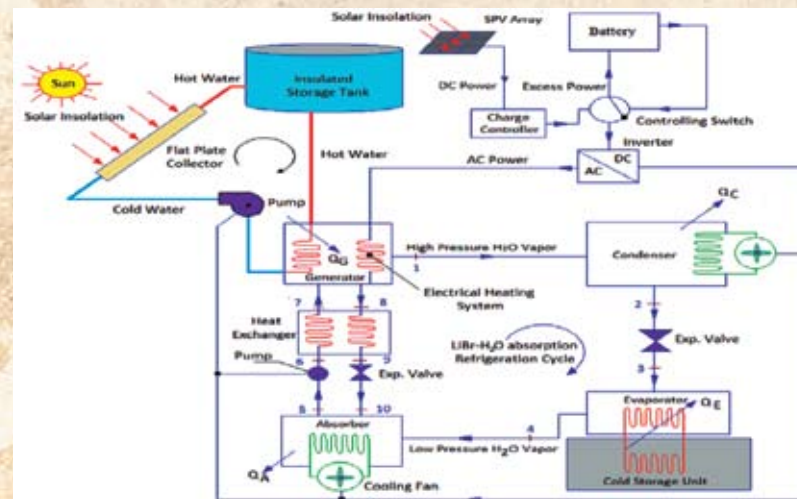 Solar Insolation
SPV Array
Battery
Sun
Hot Water
Insulated
Storage Tank
DC Power
Excess Power
Solar Insolation
Charge
Controller
Controlling Switch
Flat Plate
Collector
Hot Water
AC Power
Inverter
DC
AC
Cold Water
Pump
QG
Generator
High Pressure H2O Vapor
1
QC
Condenser
Electrical Heating
System
7
8
2
Heat
Exchanger
LiBr-H2O absorption
Refrigeration Cycle
Exp. Valve
6
9
Pump
Exp. Valve
3
5
10
Evaporator
QE
Absorber
4
Low Pressure H2O Vapor
QA
Cooling Fan
Cold Storage Unit